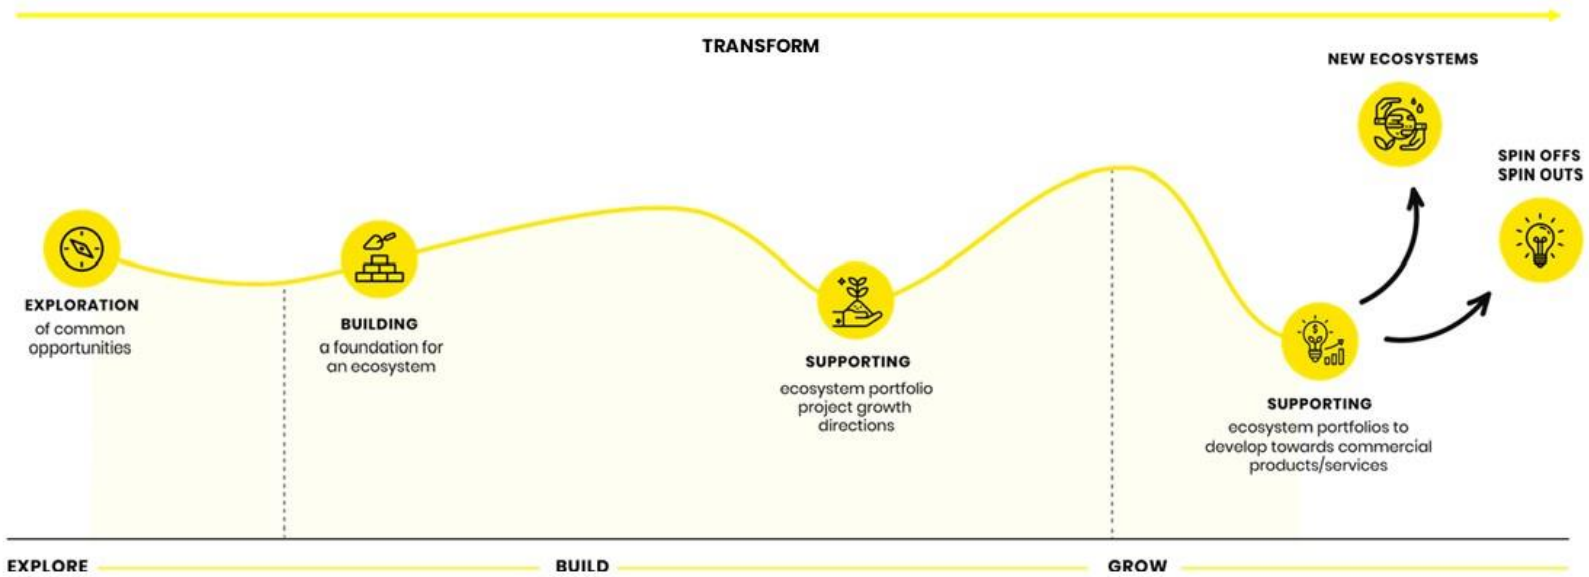 TRANSFORM
NEW ECOSYSTEMS
SPIN OFFS
SPIN OUTS
EXPLORATION
of common
opportunities
BUILDING
a foundation for
an ecosystem
SUPPORTING
ecosystem portfolio
project growth
directions
SUPPORTING
ecosystem portfolios to
develop towards commercial
products/services
EXPLORE
BUILD
GROW